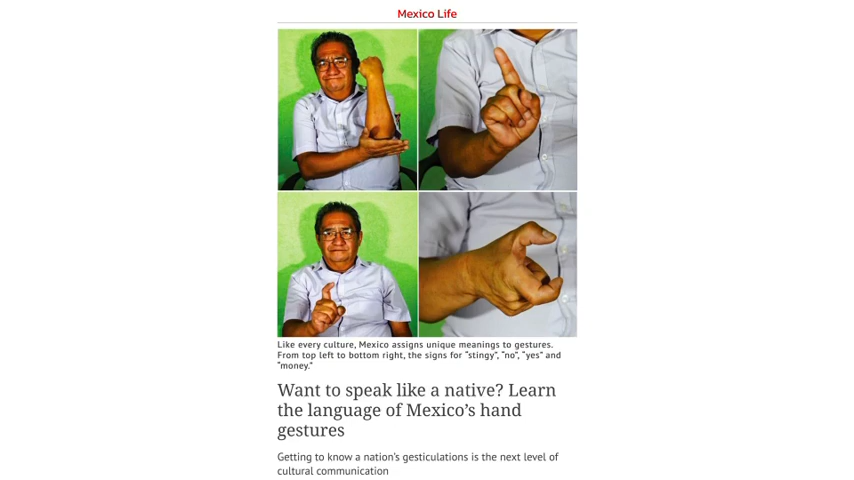 Mexico Life
Like every culture, Mexico assigns unique meanings to gestures.
From top left to bottom right, the signs for “stingy”, “no”, “yes” and
“money.”
Want to speak like a native? Learn
the language of Mexico’s hand
gestures
Getting to know a nation’s gesticulations is the next level of
cultural communication